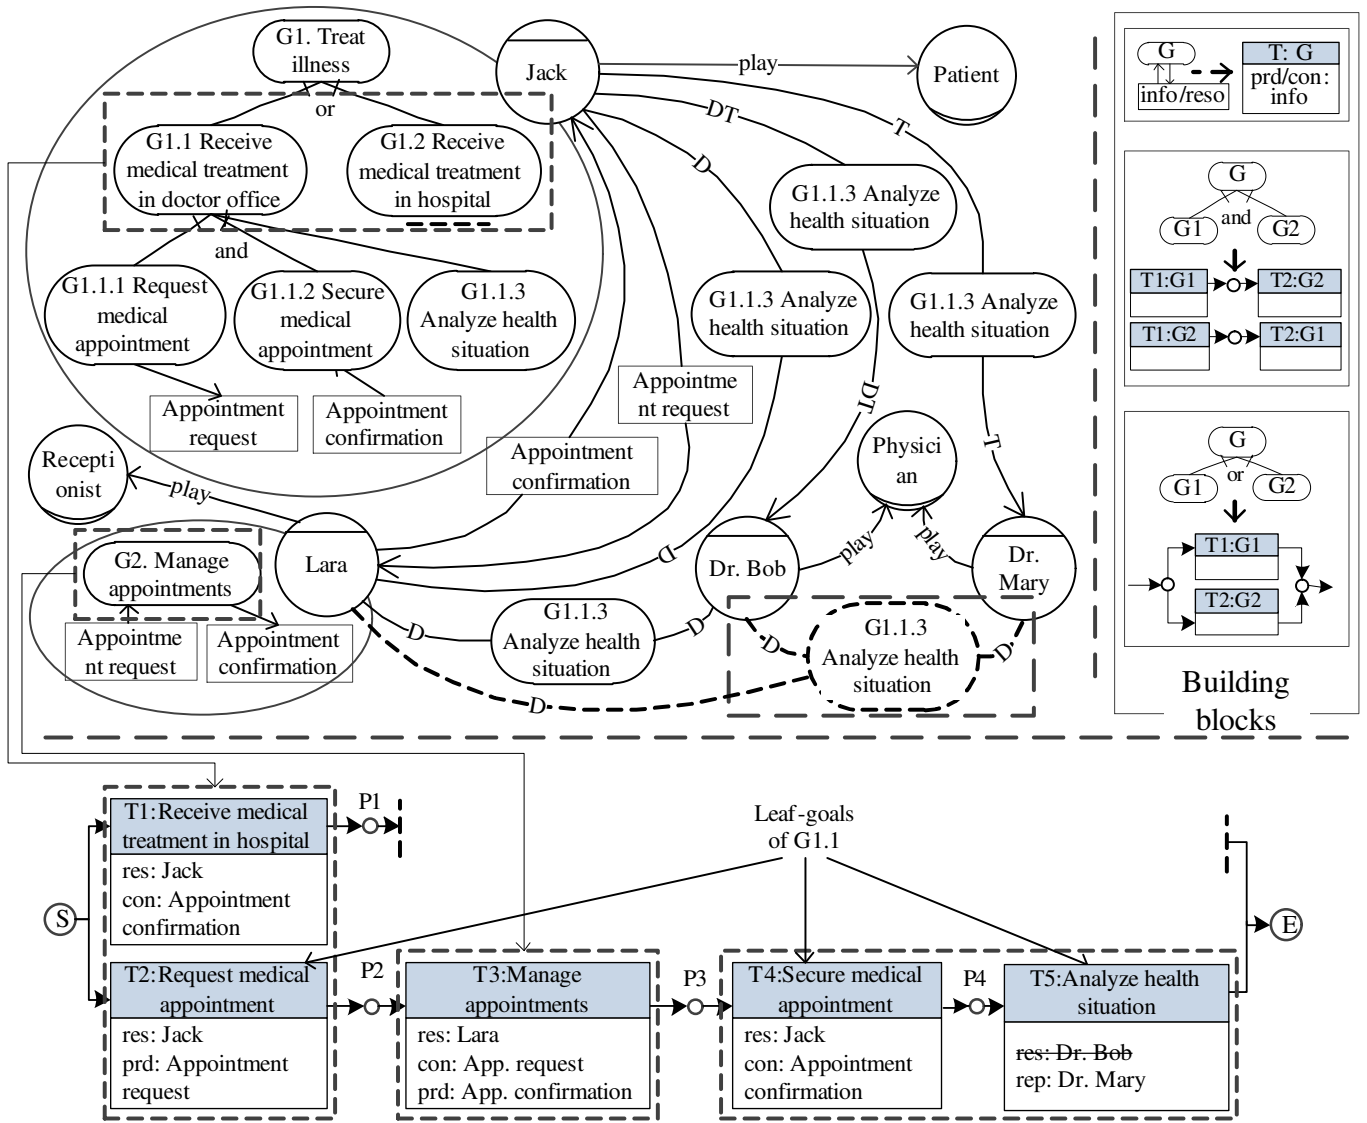 G1. Treat
illness
or
G1.1 Receive
medical treatment
in doctor office
G1.2 Receive
medical treatment
in hospital
and
G1.1.1 Request
medical
appointment
G1.1.2 Secure
medical
appointment
G1.1.3
Analyze health
situation
Appointment
request
Appointment
confirmation
Jack
play
Patient
DT
T
D
G1.1.3 Analyze
health situation
G1.1.3 Analyze
health situation
G1.1.3 Analyze
health situation
Appointme
nt request
Appointment
confirmation
DT
T
D
Physici
an
Recepti
onist
play
Lara
G2. Manage
appointments
Appointme
nt request
Appointment
confirmation
Dr. Bob
play
play
Dr.
Mary
D
G1.1.3
Analyze health
situation
D
D
G1.1.3
Analyze health
situation
D
D
G
info/reso
T: G
prd/con:
info
G
and
G1
G2
T1:G1
T2:G2
T1:G2
T2:G1
G
or
G1
G2
T1:G1
T2:G2
Building
blocks
S
T1:Receive medical
treatment in hospital
res: Jack
con: Appointment
confirmation
P1
Leaf-goals
of G1.1
E
T2:Request medical
appointment
res: Jack
prd: Appointment
request
P2
T3:Manage
appointments
res: Lara
con: App. request
prd: App. confirmation
P3
T4:Secure medical
appointment
res: Jack
con: Appointment
confirmation
P4
T5:Analyze health
situation
res: Dr. Bob
rep: Dr. Mary